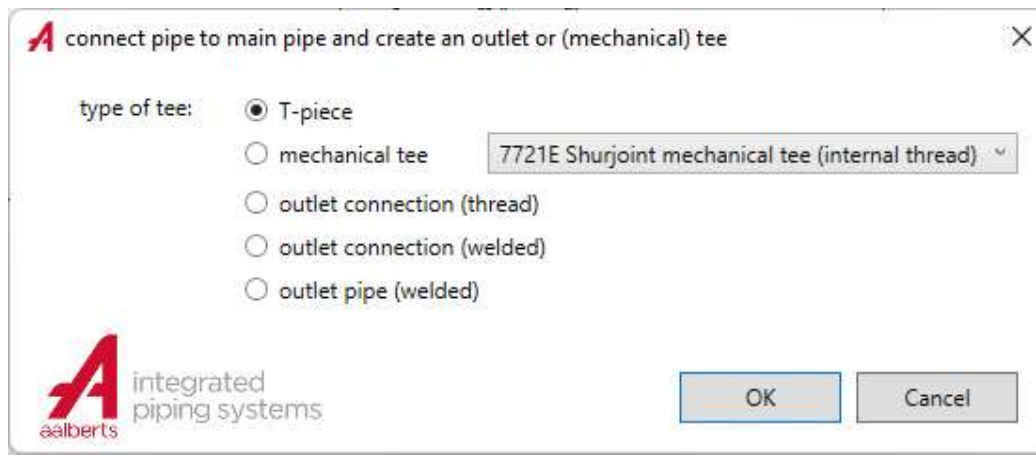 connect pipe to main pipe and create an outlet or (mechanical) tee
type of tee:
T-piece
mechanical tee
7721E Shurjoint mechanical tee (internal thread)
outlet connection (thread)
outlet connection (welded)
outlet pipe (welded)
aalberts
integrated
piping systems
OK
Cancel